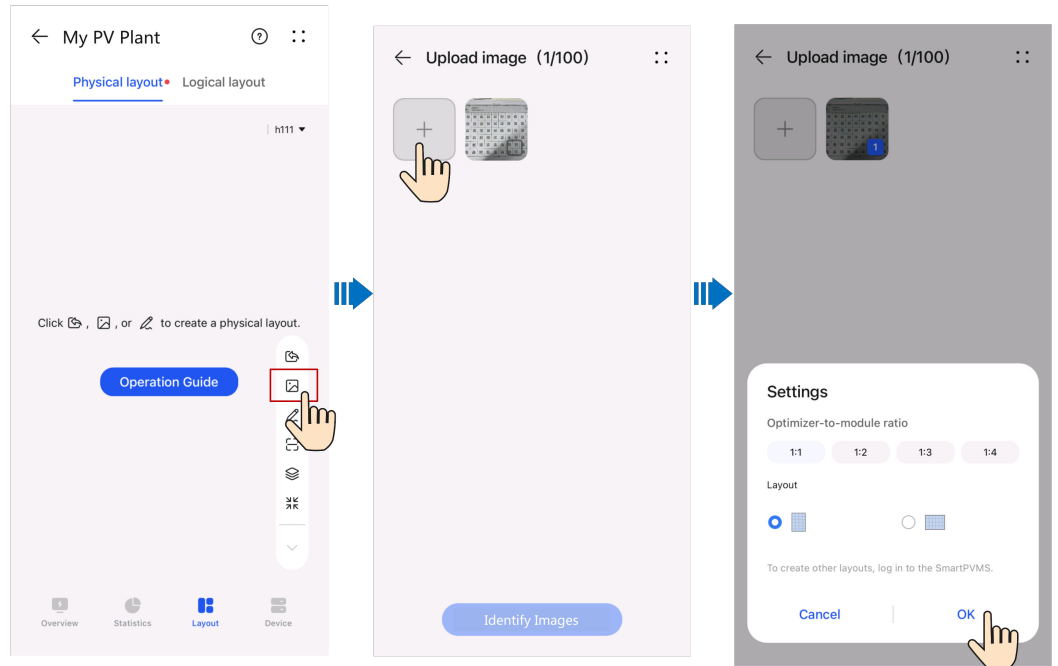 My PV Plant
Physical layout Logical layout
h111
Click , , or to create a physical layout.
Operation Guide
Overview Statistics Layout Device
Upload image（1/100)
Identify Images
Upload image（1/100)
1
Settings
Optimizer-to-module ratio
1:1 1:2 1:3 1:4
Layout
To create other layouts, log in to the SmartPVMS.
Cancel OK